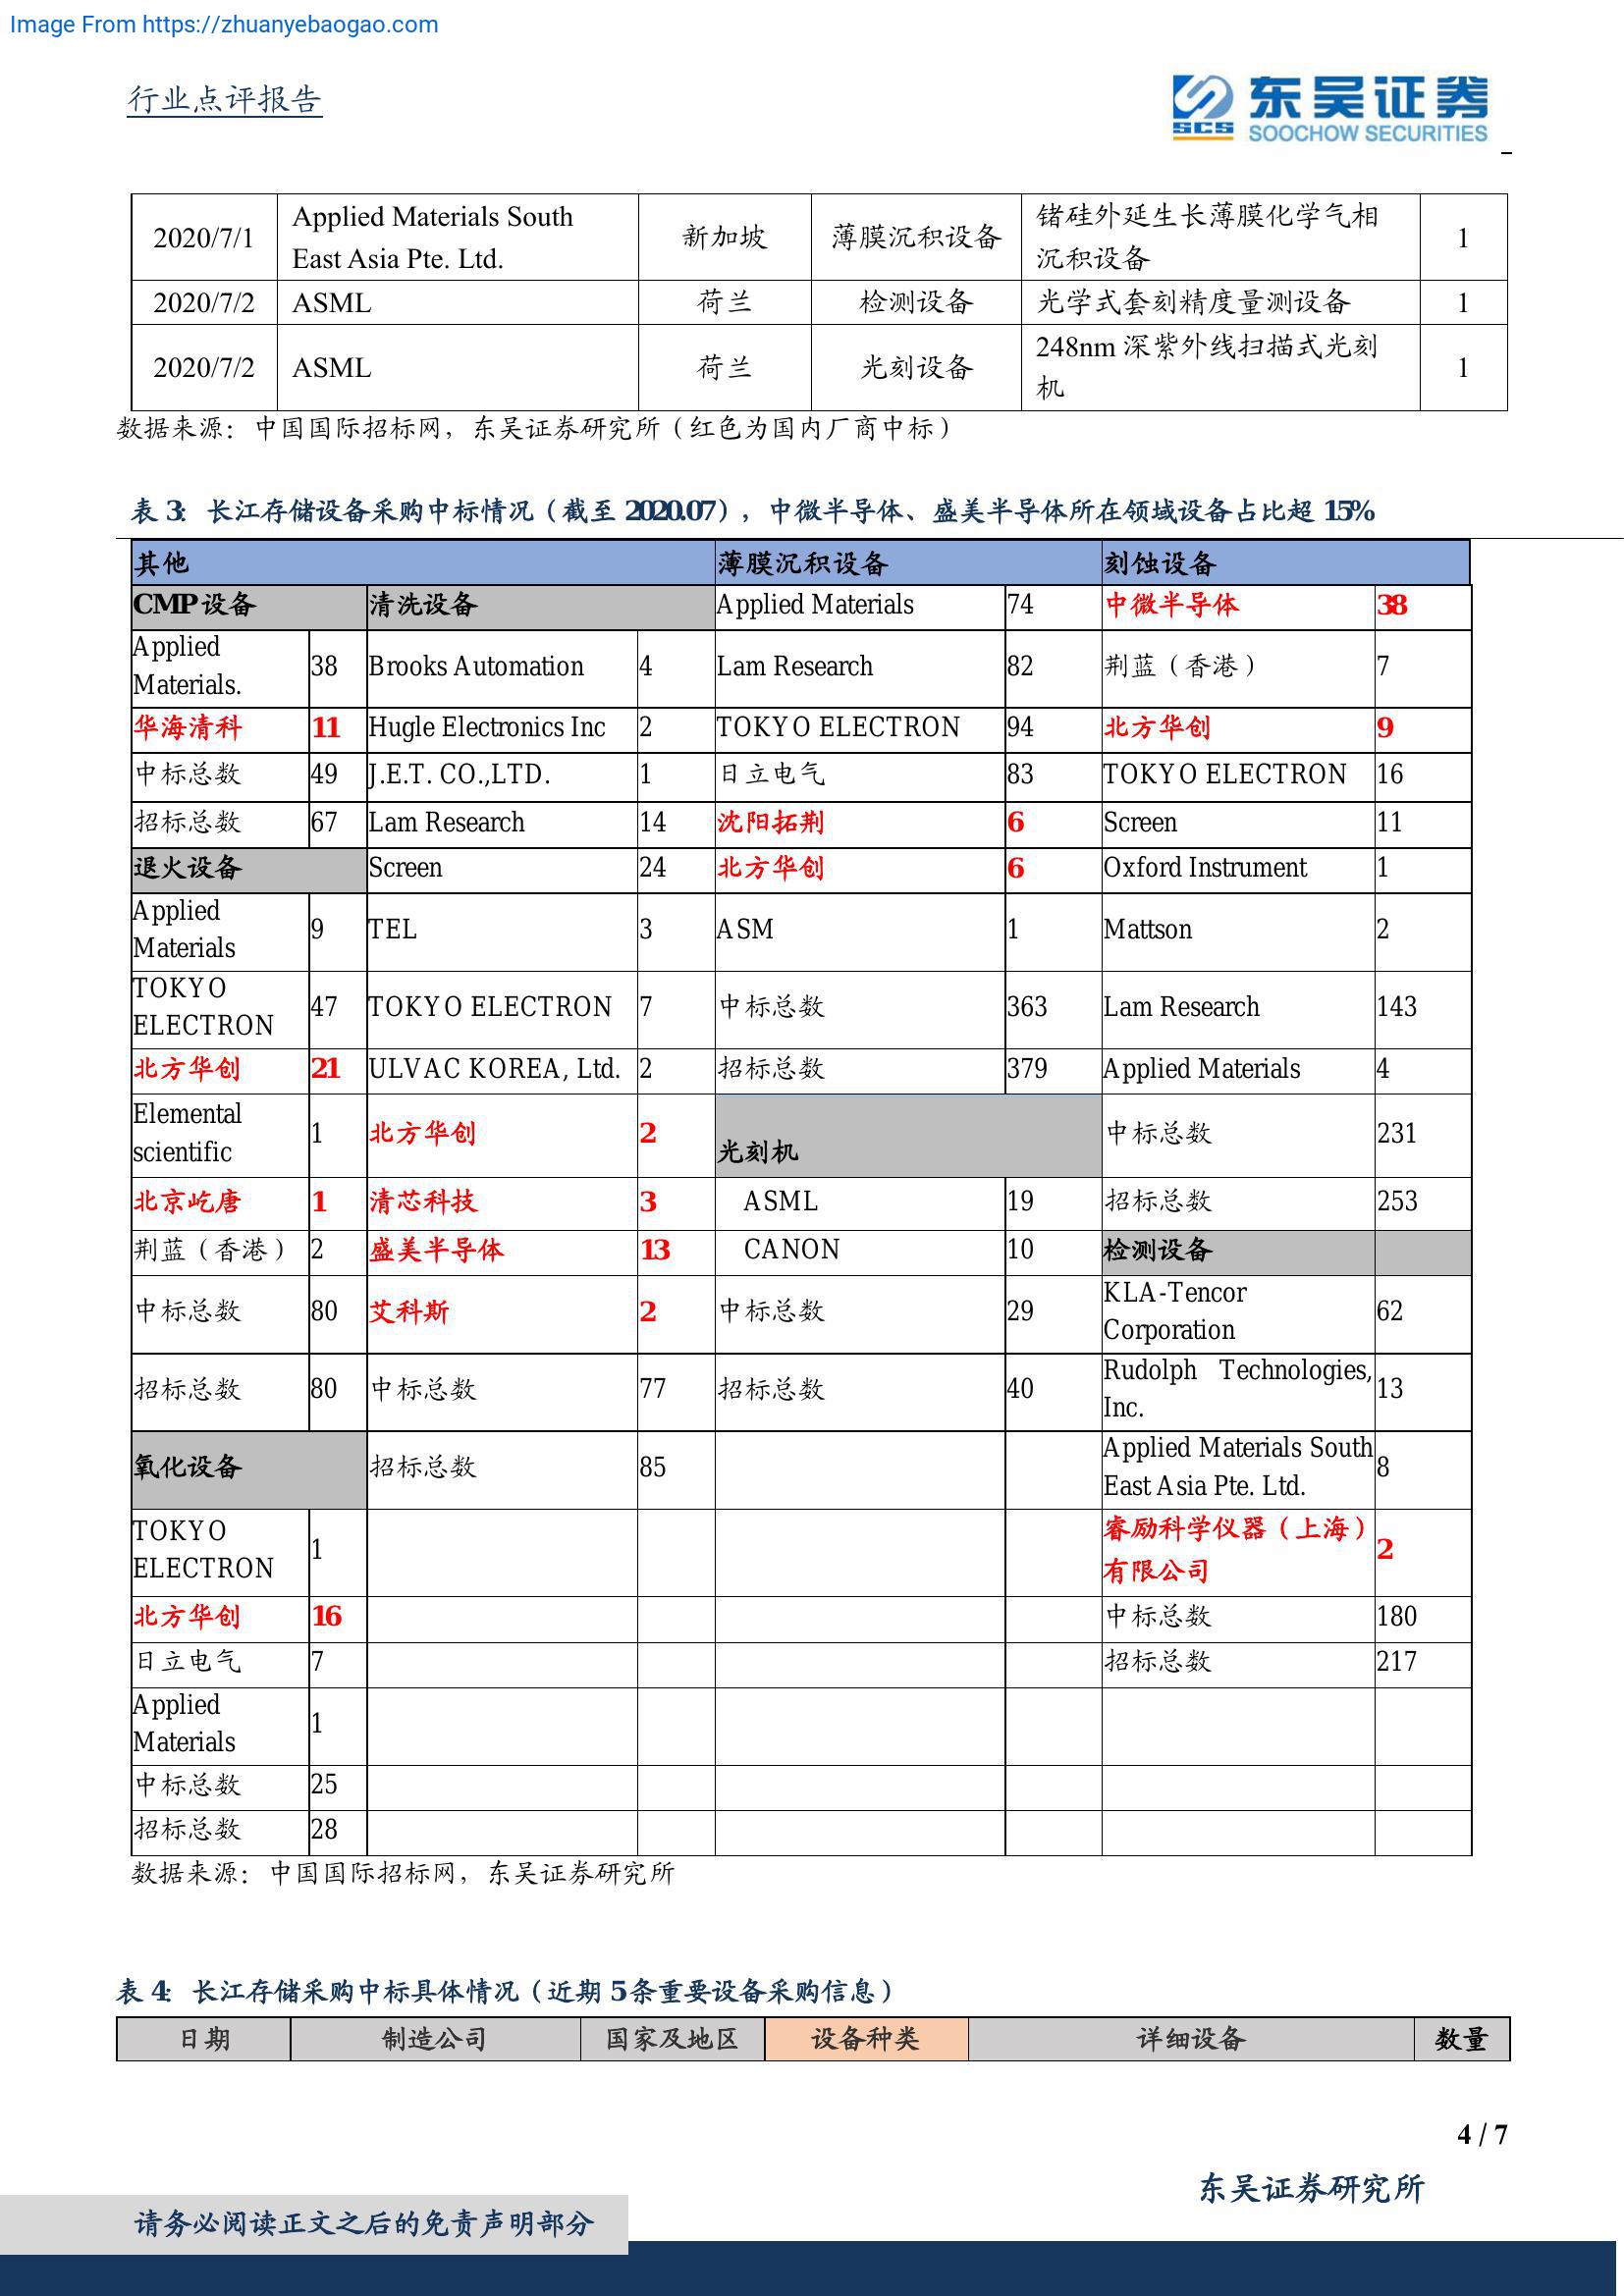 Image From https://zhuanyebaogao.com
行业点评报告
东吴证券
SCS
SOOCHOW SECURITIES
2020/7/1 Applied Materials South East Asia Pte. Ltd. 新加坡 薄膜沉积设备 锗硅外延生长薄膜化学气相沉积设备 1
2020/7/2 ASML 荷兰 检测设备 光学式套刻精度量测设备 1
2020/7/2 ASML 荷兰 光刻设备 248nm 深紫外线扫描式光刻机 1
数据来源：中国国际招标网，东吴证券研究所（红色为国内厂商中标）
表 3：长江存储设备采购中标情况（截至 2020.07），中微半导体、盛美半导体所在领域设备占比超 15%
其他 薄膜沉积设备 刻蚀设备
CMP 设备 清洗设备 Applied Materials 74 中微半导体 38
Applied Materials. 38 Brooks Automation 4 Lam Research 82 荆蓝（香港） 7
华海清科 11 Hugle Electronics Inc 2 TOKYO ELECTRON 94 北方华创 9
中标总数 49 J.E.T. CO.,LTD. 1 日立电气 83 TOKYO ELECTRON 16
招标总数 67 Lam Research 14 沈阳拓荆 6 Screen 11
退火设备 Screen 24 北方华创 6 Oxford Instrument 1
Applied Materials 9 TEL 3 ASM 1 Mattson 2
TOKYO ELECTRON 47 TOKYO ELECTRON 7 中标总数 363 Lam Research 143
北方华创 21 ULVAC KOREA, Ltd. 2 招标总数 379 Applied Materials 4
Elemental scientific 1 北方华创 2 光刻机 中标总数 231
北京屹唐 1 清芯科技 3 ASML 19 招标总数 253
荆蓝（香港） 2 盛美半导体 13 CANON 10 检测设备
中标总数 80 艾科斯 2 中标总数 29 KLA-Tencor Corporation 62
招标总数 80 中标总数 77 招标总数 40 Rudolph Technologies, Inc. 13
氧化设备 招标总数 85 Applied Materials South East Asia Pte. Ltd. 8
TOKYO ELECTRON 1 睿励科学仪器（上海）有限公司 2
北方华创 16 中标总数 180
日立电气 7 招标总数 217
Applied Materials 1
中标总数 25
招标总数 28
数据来源：中国国际招标网，东吴证券研究所
表 4：长江存储采购中标具体情况（近期 5 条重要设备采购信息）
日期 制造公司 国家及地区 设备种类 详细设备 数量
4 / 7
东吴证券研究所
请务必阅读正文之后的免责声明部分